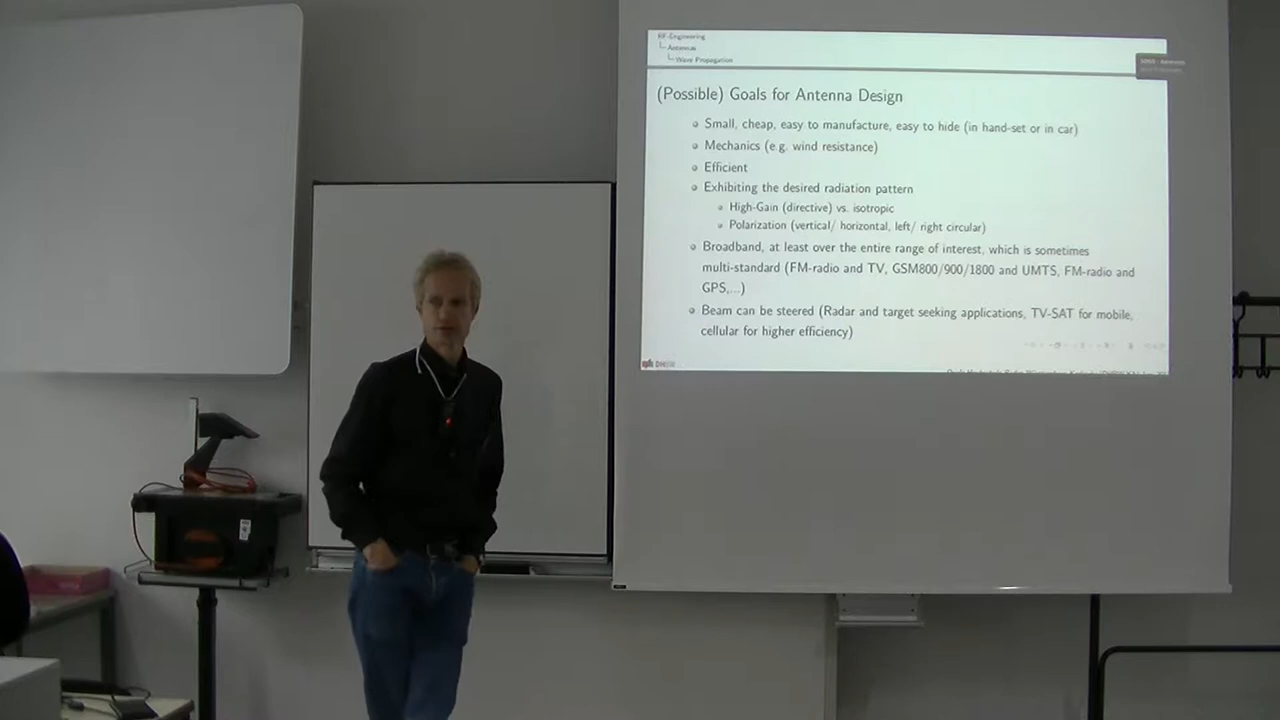 RF-Engineering
Antennas
Wave Propagation
(Possible) Goals for Antenna Design
Small, cheap, easy to manufacture, easy to hide (in hand-set or in car)
Mechanics (e.g. wind resistance)
Efficient
Exhibiting the desired radiation pattern
High-Gain (directive) vs. isotropic
Polarization (vertical/ horizontal, left/ right circular)
Broadband, at least over the entire range of interest, which is sometimes
multi-standard (FM-radio and TV, GSM800/900/1800 and UMTS, FM-radio and
GPS,...)
Beam can be steered (Radar and target seeking applications, TV-SAT for mobile,
cellular for higher efficiency)
DHBW